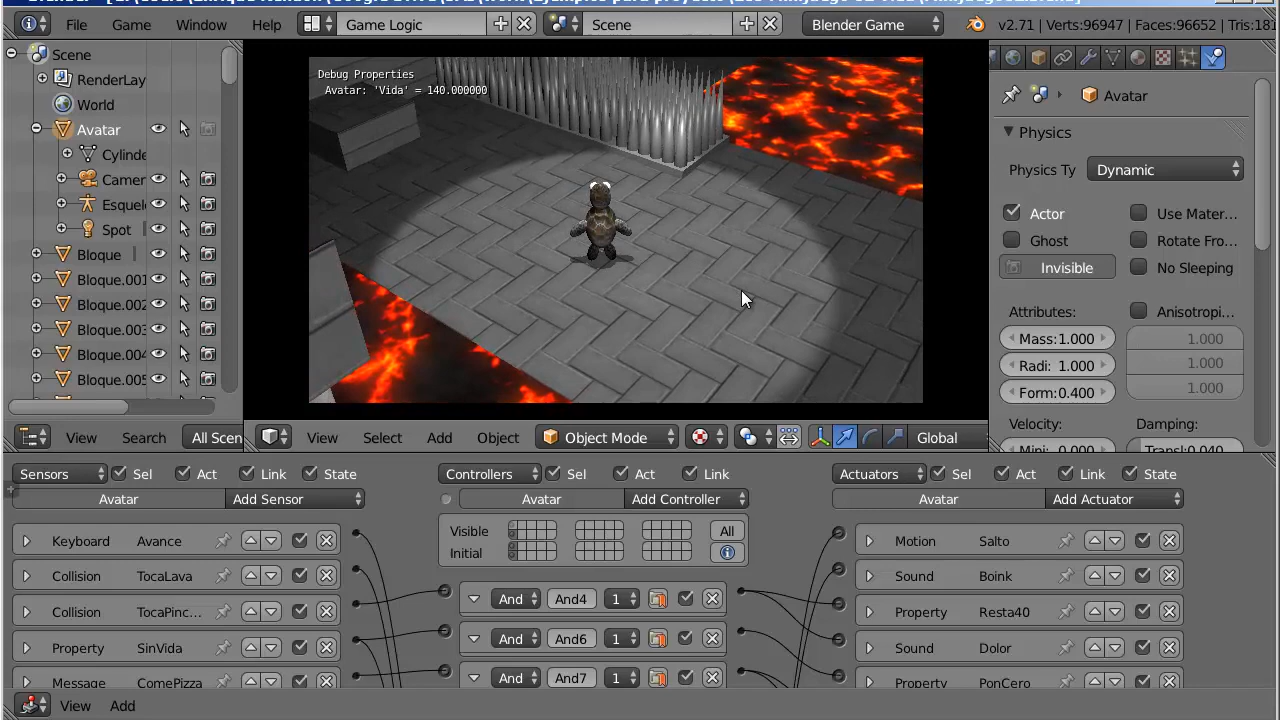 File Game Window Help Game Logic Scene Blender Game v2.71 | Verts:96947 | Faces:96652 | Tris:181
Scene
RenderLay
World
Avatar
Cylinde
Camer
Esquel
Spot
Bloque
Bloque.001
Bloque.002
Bloque.003
Bloque.004
Bloque.005
View Search All Scen
Debug Properties
Avatar: 'Vida' = 140.000000
View Select Add Object Object Mode Global
Avatar
Physics
Physics Ty Dynamic
Actor Use Mater...
Ghost Rotate Fro...
Invisible No Sleeping
Attributes: Anisotropi...
Mass:1.000 1.000
Radi: 1.000 1.000
Form:0.400 1.000
Velocity: Damping:
Mini: 0.000 Transl:0.040
Sensors Sel Act Link State
Avatar Add Sensor
Keyboard Avance
Collision TocaLava
Collision TocaPinc...
Property SinVida
Message ComePizza
Controllers Sel Act Link
Avatar Add Controller
Visible All
Initial
And And4 1
And And6 1
And And7 1
Actuators Sel Act Link State
Avatar Add Actuator
Motion Salto
Sound Boink
Property Resta40
Sound Dolor
Property PonCero
View Add